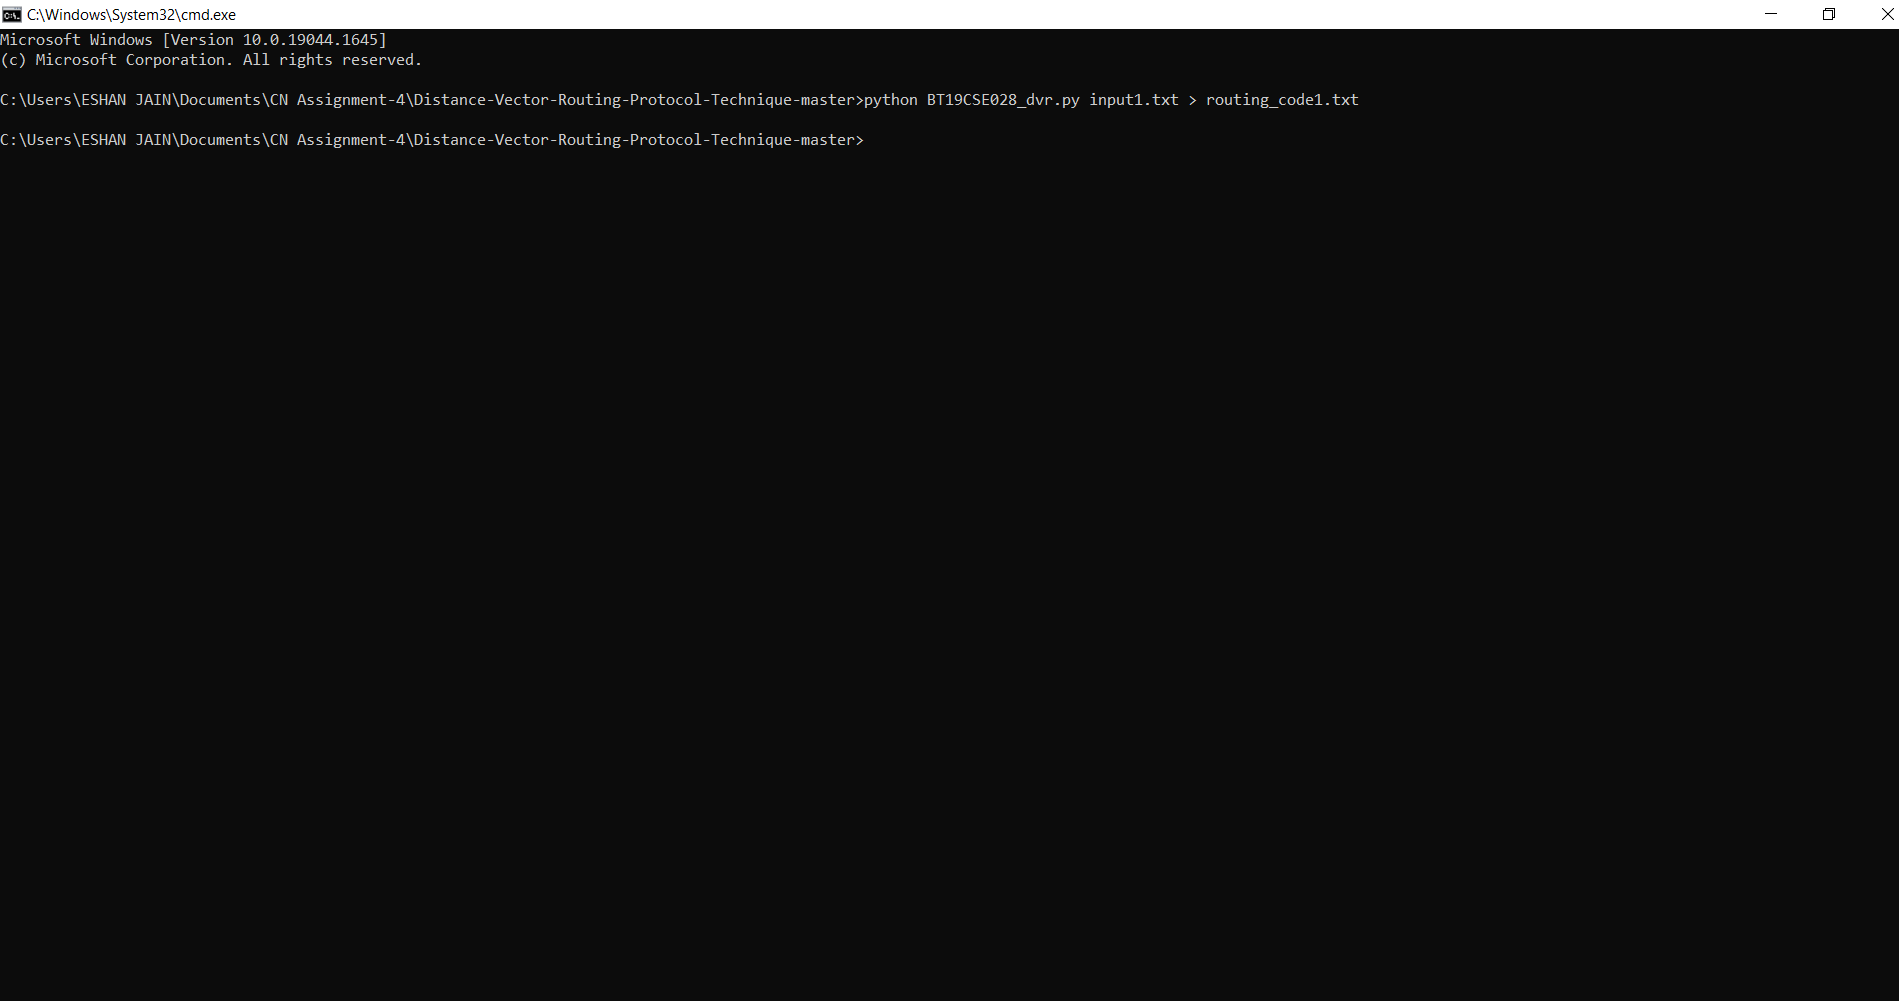 C:\Windows\System32\cmd.exe
Microsoft Windows [Version 10.0.19044.1645]
(c) Microsoft Corporation. All rights reserved.
C:\Users\ESHAN JAIN\Documents\CN Assignment-4\Distance-Vector-Routing-Protocol-Technique-master>python BT19CSE028_dvr.py input1.txt > routing_code1.txt
C:\Users\ESHAN JAIN\Documents\CN Assignment-4\Distance-Vector-Routing-Protocol-Technique-master>